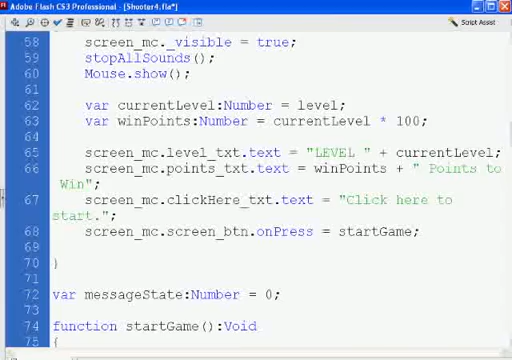 Adobe Flash CS3 Professional - [Shooter4.fla*]
Script Assist
58 screen_mc._visible = true;
59 stopAllSounds();
60 Mouse.show();
61
62 var currentLevel:Number = level;
63 var winPoints:Number = currentLevel * 100;
64
65 screen_mc.level_txt.text = "LEVEL " + currentLevel;
66 screen_mc.points_txt.text = winPoints + " Points to
Win";
67 screen_mc.clickHere_txt.text = "Click here to
start.";
68 screen_mc.screen_btn.onPress = startGame;
69
70 }
71
72 var messageState:Number = 0;
73
74 function startGame():Void
75 {